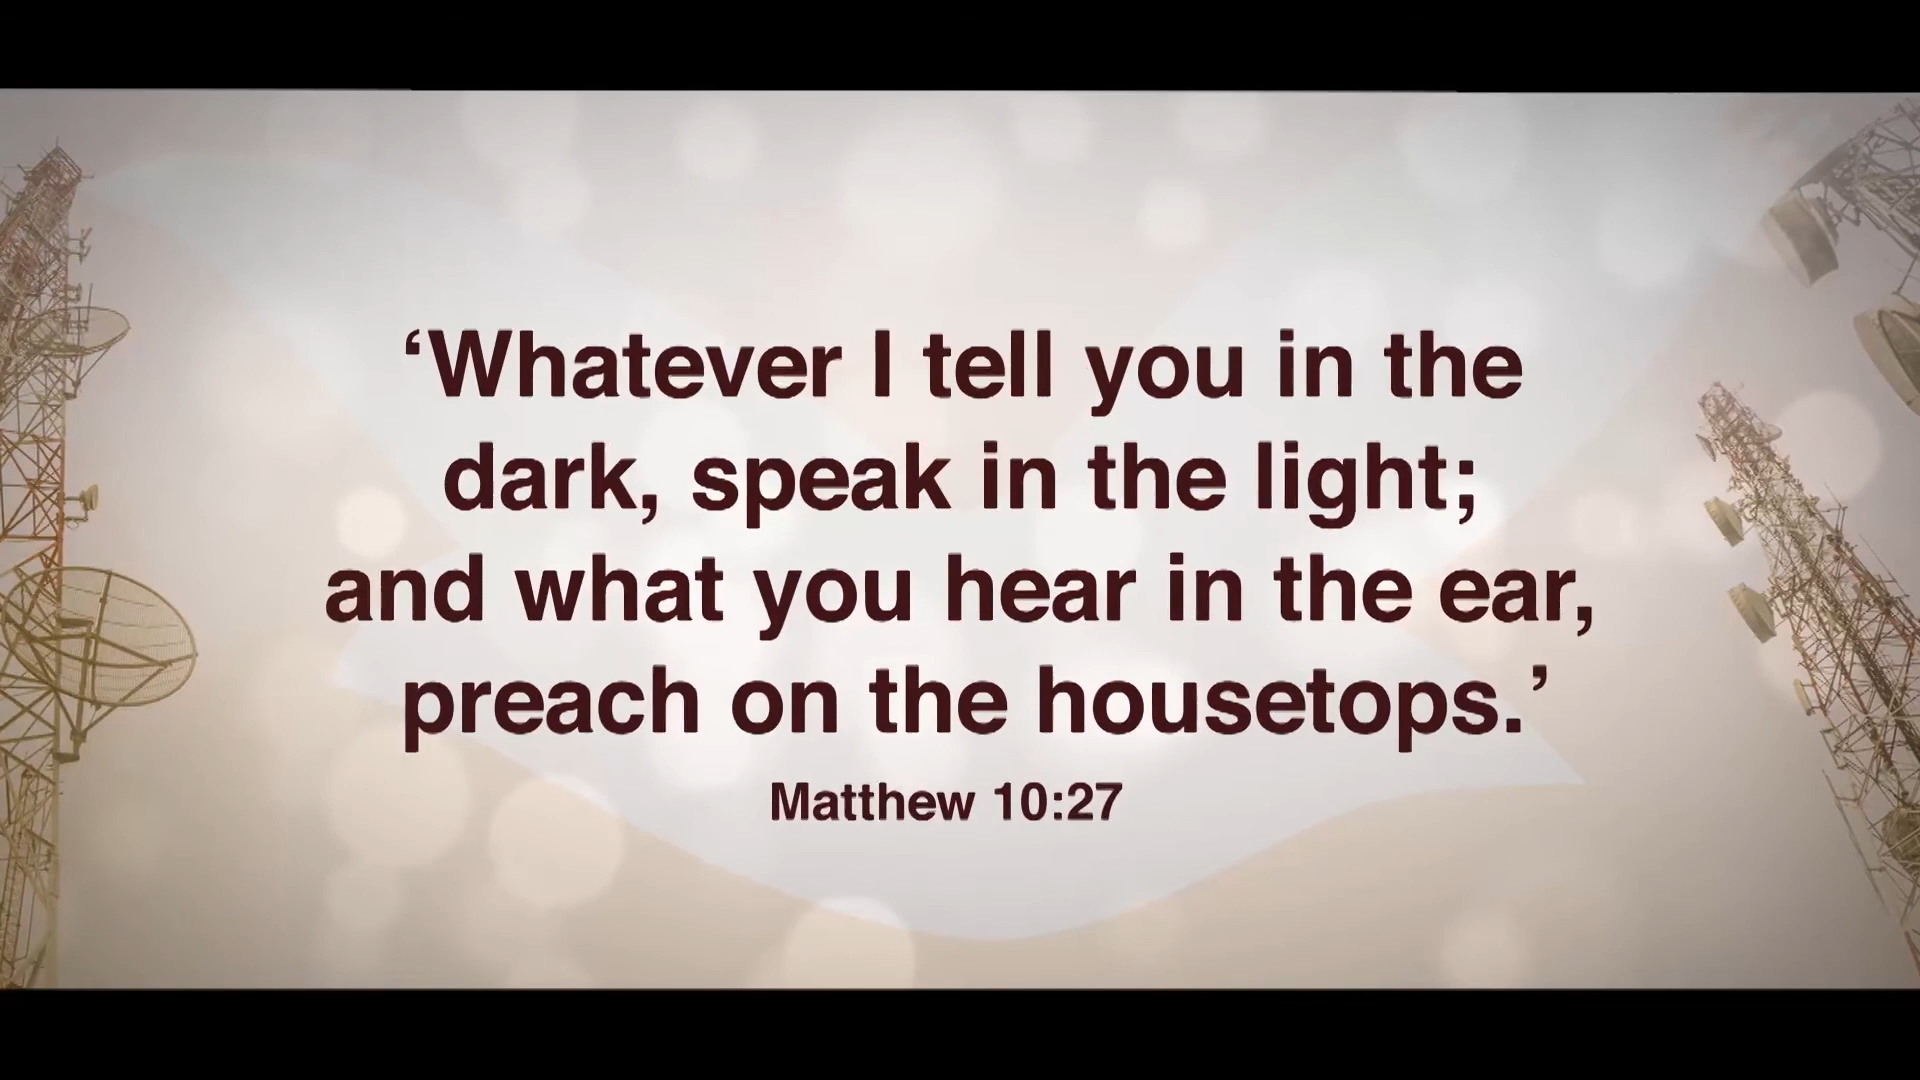 ‘Whatever I tell you in the
dark, speak in the light;
and what you hear in the ear,
preach on the housetops.’
Matthew 10:27